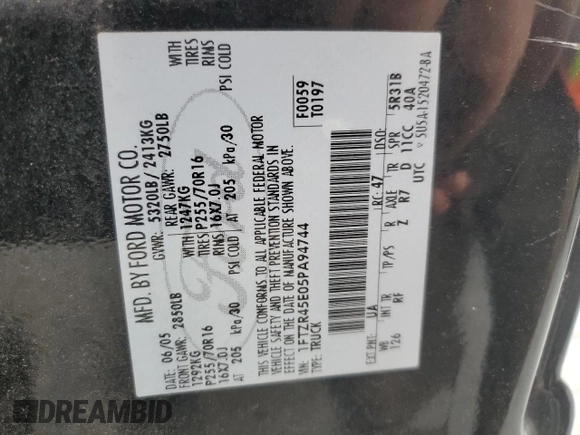 MFD. BY FORD MOTOR CO.
DATE: 06/05 GVWR: 5320LB/ 2413KG
FRONT GAWR: 2850LB REAR GAWR: 2750LB
1292KG WITH 1247KG WITH
P255/70R16 TIRES P255/70R16 TIRES
16X7.0J RIMS 16X7.0J RIMS
AT 205 kPa/30 PSI COLD AT 205 kPa/30 PSI COLD
THIS VEHICLE CONFORMS TO ALL APPLICABLE FEDERAL MOTOR
VEHICLE SAFETY AND THEFT PREVENTION STANDARDS IN
EFFECT ON THE DATE OF MANUFACTURE SHOWN ABOVE.
VIN: 1FTZR45E05PA94744
TYPE: TRUCK
F0059
T0197
EXT PNT: UA RC: 47 DSO:
WB INT TR TP/PS R AXLE TR SPR
126 RF Z R7 D 11CC 5R31B
40A
UTC
Ford
DREAMBID